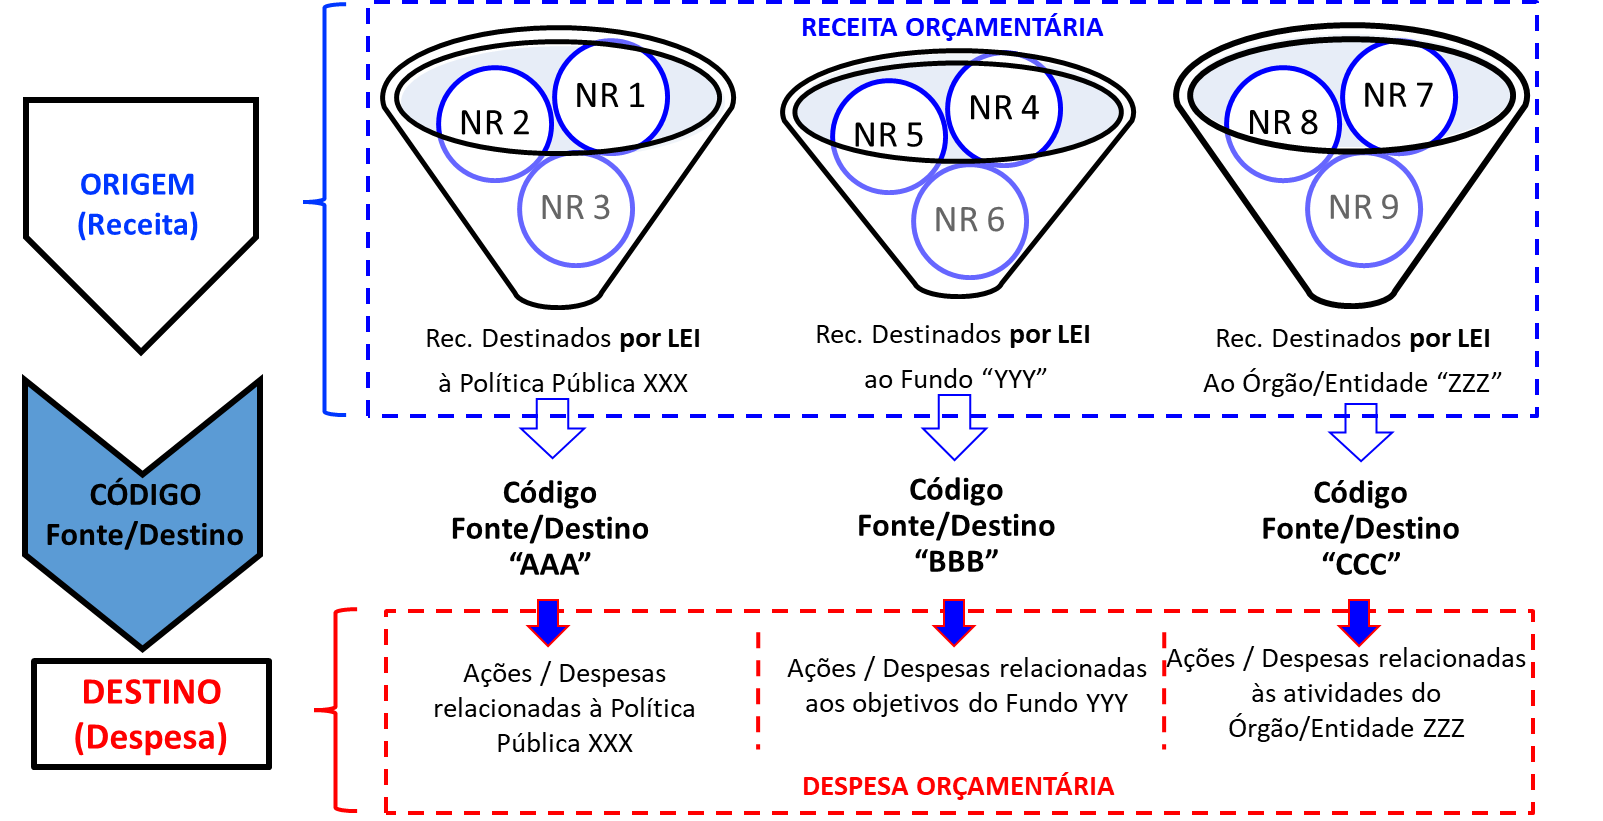 RECEITA ORÇAMENTÁRIA
ORIGEM
(Receita)
NR 1
NR 2
NR 3
NR 4
NR 5
NR 6
NR 7
NR 8
NR 9
Rec. Destinados por LEI
à Política Pública XXX
Rec. Destinados por LEI
ao Fundo “YYY”
Rec. Destinados por LEI
Ao Órgão/Entidade “ZZZ”
CÓDIGO
Fonte/Destino
Código
Fonte/Destino
“AAA”
Código
Fonte/Destino
“BBB”
Código
Fonte/Destino
“CCC”
DESTINO
(Despesa)
Ações / Despesas
relacionadas à Política
Pública XXX
Ações / Despesas relacionadas
aos objetivos do Fundo YYY
Ações / Despesas relacionadas
às atividades do
Órgão/Entidade ZZZ
DESPESA ORÇAMENTÁRIA